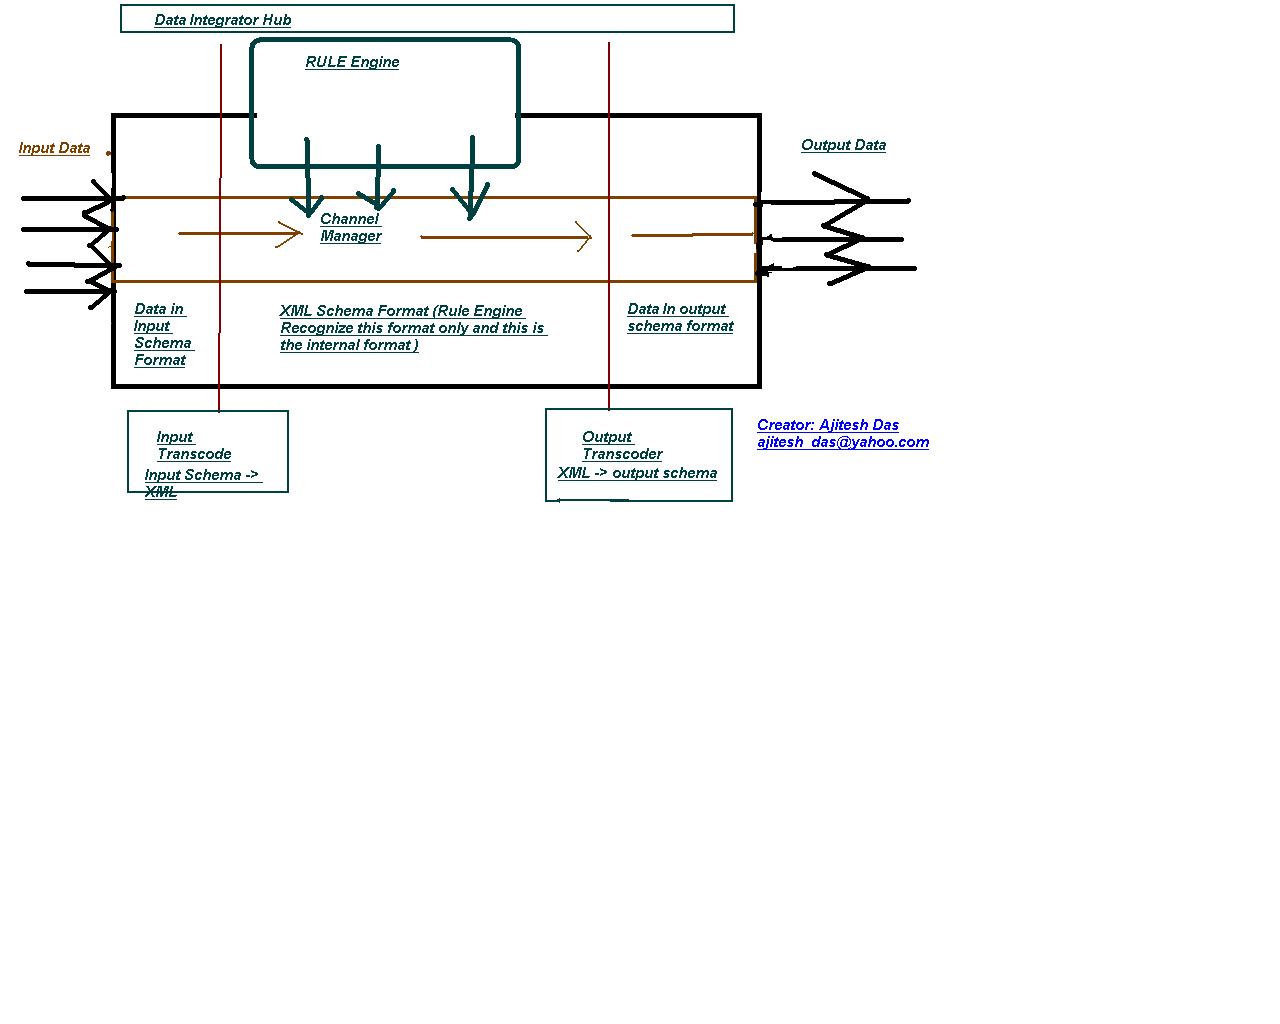 Data Integrator Hub
RULE Engine
Input Data
Output Data
Channel
Manager
Data in
Input
Schema
Format
XML Schema Format (Rule Engine
Recognize this format only and this is
the internal format )
Data In output
schema format
Input
Transcode
Input Schema ->
XML
Output
Transcoder
XML -> output schema
Creator: Ajitesh Das
ajitesh_das@yahoo.com